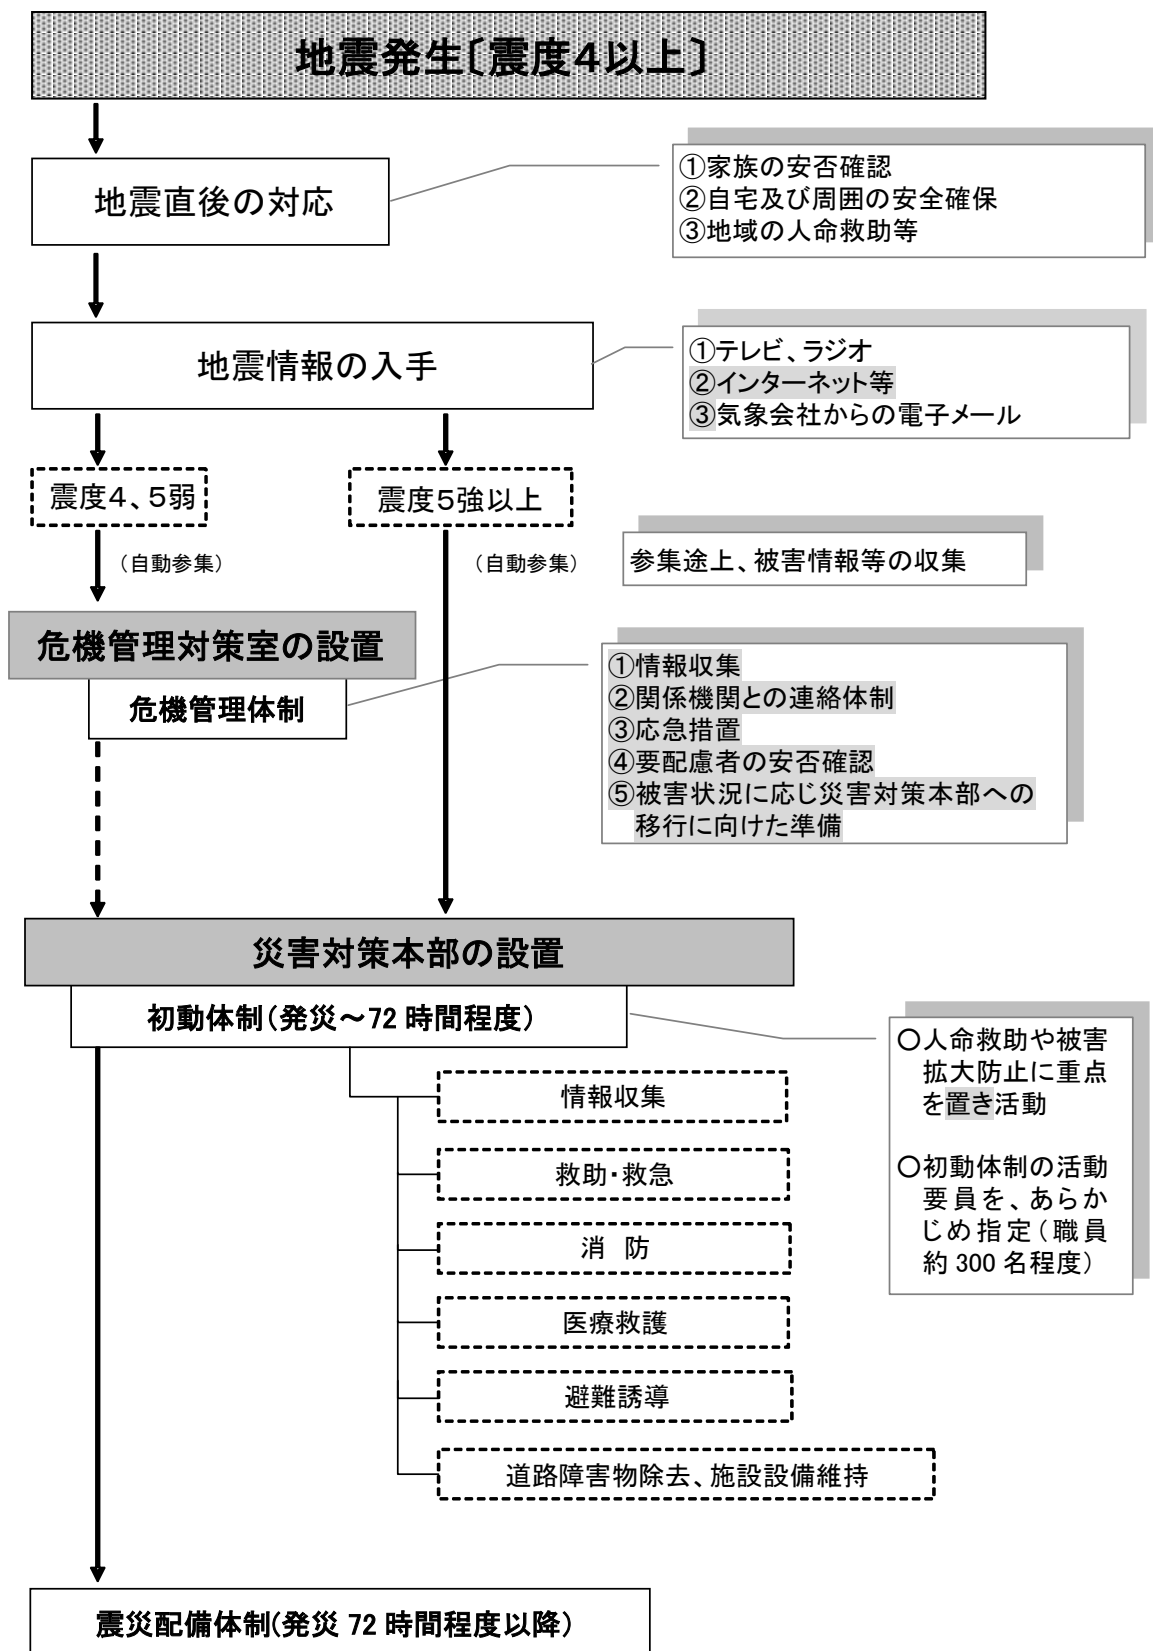 地震発生〔震度４以上〕
地震直後の対応
①家族の安否確認
②自宅及び周囲の安全確保
③地域の人命救助等
地震情報の入手
①テレビ、ラジオ
②インターネット等
③気象会社からの電子メール
震度４、５弱
震度５強以上
（自動参集）
（自動参集）
参集途上、被害情報等の収集
危機管理対策室の設置
危機管理体制
①情報収集
②関係機関との連絡体制
③応急措置
④要配慮者の安否確認
⑤被害状況に応じ災害対策本部への
移行に向けた準備
災害対策本部の設置
初動体制（発災～72 時間程度）
○人命救助や被害
拡大防止に重点
を置き活動
○初動体制の活動
要員を、あらか
じめ指定（職員
約 300 名程度）
情報収集
救助・救急
消　防
医療救護
避難誘導
道路障害物除去、施設設備維持
震災配備体制(発災 72 時間程度以降）